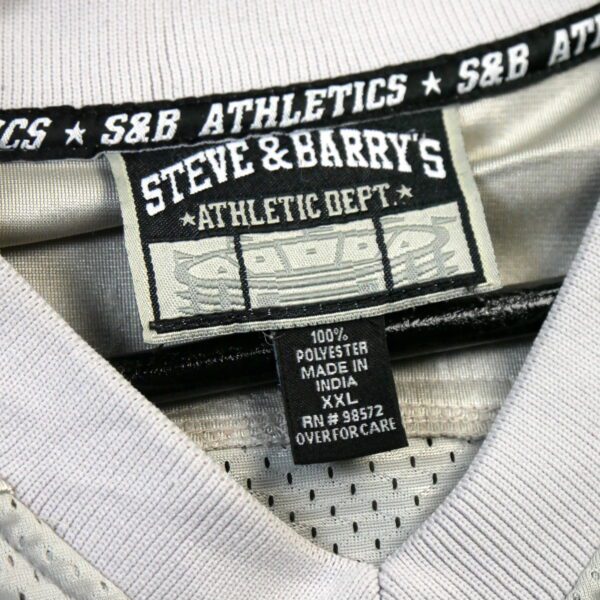 CS ★ S&B ATHLETICS ★ S&B ATH
STEVE & BARRY'S
★ATHLETIC DEPT.★
100%
POLYESTER
MADE IN
INDIA
XXL
RN # 98572
OVER FOR CARE